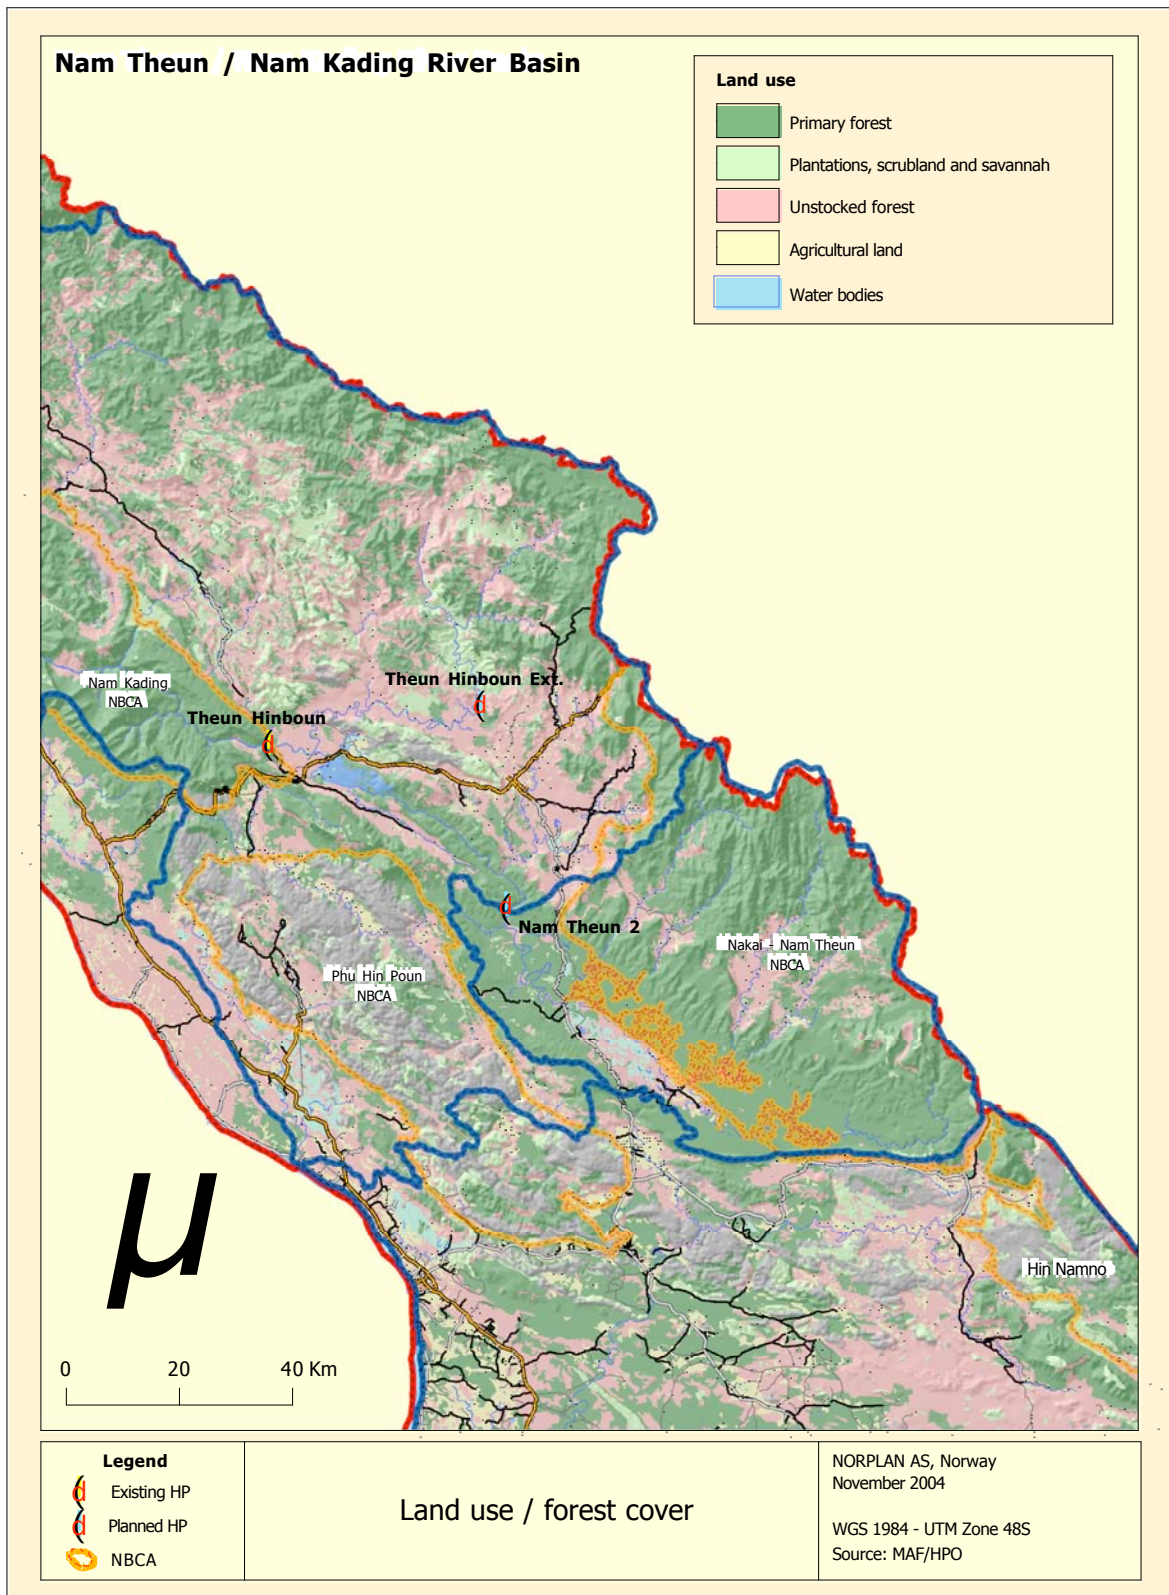 Nam Theun / Nam Kading River Basin
Land use
Primary forest
Plantations, scrubland and savannah
Unstocked forest
Agricultural land
Water bodies
Nam Kading
NBCA
Theun Hinboun Ext.
d
Theun Hinboun
d
d
Nam Theun 2
Nakai - Nam Theun
NBCA
Phu Hin Poun
NBCA
Hin Namno
µ
0 20 40 Km
Legend
d Existing HP
d Planned HP
NBCA
Land use / forest cover
NORPLAN AS, Norway
November 2004
WGS 1984 - UTM Zone 48S
Source: MAF/HPO